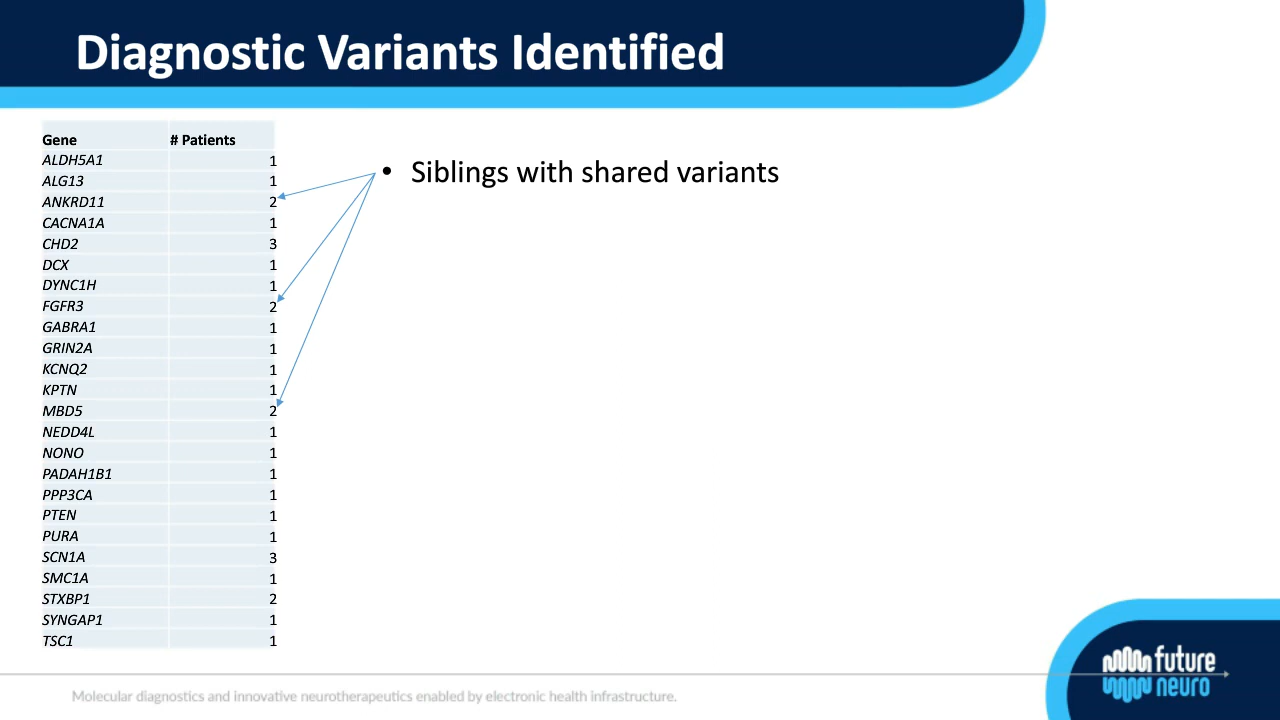 Diagnostic Variants Identified
Gene # Patients
ALDH5A1 1
ALG13 1
ANKRD11 2
CACNA1A 1
CHD2 3
DCX 1
DYNC1H 1
FGFR3 2
GABRA1 1
GRIN2A 1
KCNQ2 1
KPTN 1
MBD5 2
NEDD4L 1
NONO 1
PADAH1B1 1
PPP3CA 1
PTEN 1
PURA 1
SCN1A 3
SMC1A 1
STXBP1 2
SYNGAP1 1
TSC1 1
• Siblings with shared variants
future
neuro
Molecular diagnostics and innovative neurotherapeutics enabled by electronic health infrastructure.